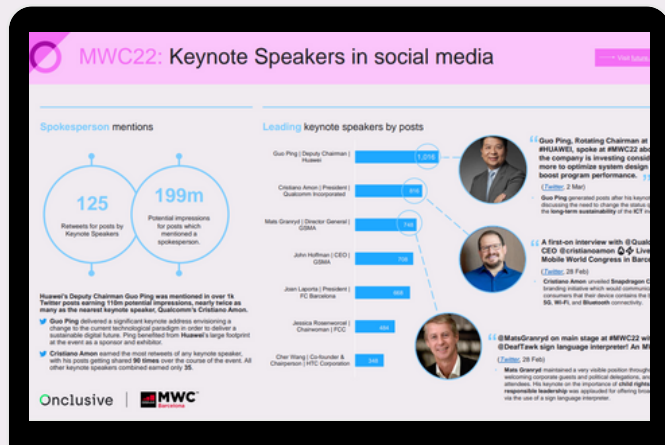 MWC22: Keynote Speakers in social media
Visit
Spokesperson mentions
125
Retweets for posts by
Keynote Speakers
199m
Potential impressions
for posts which
mentioned a
spokesperson.
Huawei's Deputy Chairman Guo Ping was mentioned in over 1k
Twitter posts earning 110m potential impressions, nearly twice as
many as the nearest keynote speaker, Qualcomm's Cristiano Amon.
Guo Ping delivered a significant keynote address envisioning a
change to the current technological paradigm in order to deliver a
sustainable digital future. Ping benefited from Huawei's large footprint
at the event as a sponsor and exhibitor.
Cristiano Amon earned the most retweets of any keynote speaker,
with his posts getting shared 90 times over the course of the event. All
other keynote speakers combined earned only 35.
Onclusive
MWC
Barcelona
Leading keynote speakers by posts
Guo Ping | Deputy Chairman |
Huawei
1,016
Cristiano Amon | President |
Qualcomm Incorporated
816
Mats Granryd | Director General |
GSMA
746
John Hoffman | CEO |
GSMA
708
Joan Laporta | President |
FC Barcelona
Jessica Rosenworcel |
Chairwoman | FCC
Cher Wang | Co-founder &
Chairperson | HTC Corporation
348
Guo Ping, Rotating Chairman at
#HUAWEI, spoke at #MWC22 abo
the company is investing consid
more to optimize system design
boost program performance.
(Twitter, 2 Mar)
Guo Ping generated posts after his keynot
discussing the need to change the status q
the long-term sustainability of the ICT in
A first-on interview with @Qualc
CEO @cristianoamon Live
Mobile World Congress in Barce
(Twitter, 28 Feb)
Cristiano Amon unveiled Snapdragon C
branding initiative which would communic
consumers that their device contains the b
5G, Wi-Fi, and Bluetooth connectivity.
@MatsGranryd on main stage at #MWC22 wi
@DeafTawk sign language interpreter! An M
(Twitter, 28 Feb)
Mats Granryd maintained a very visible position through
welcoming corporate guests and political delegations, an
attendees. His keynote on the importance of child rights
responsible leadership was applauded for offering broa
via the use of a sign language interpreter.